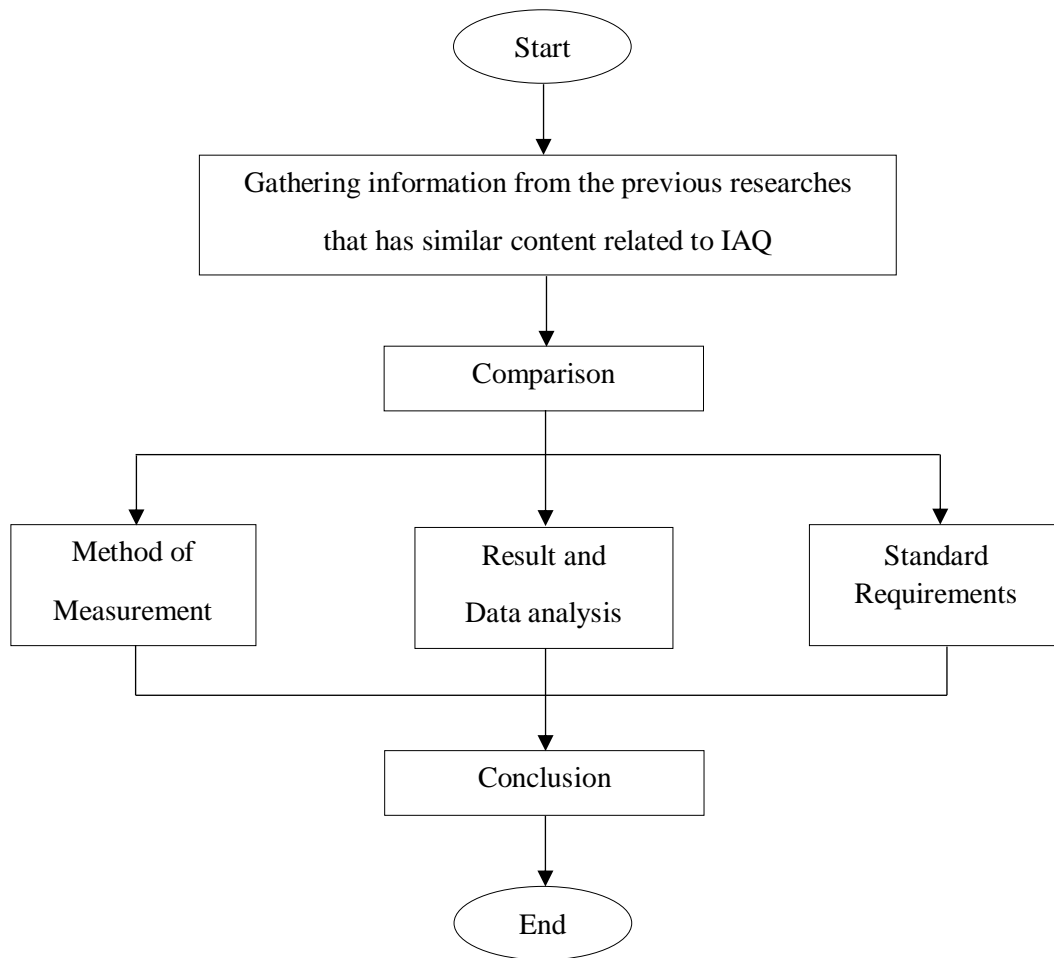 Start
Gathering information from the previous researches
that has similar content related to IAQ
Comparison
Method of
Measurement
Result and
Data analysis
Standard
Requirements
Conclusion
End